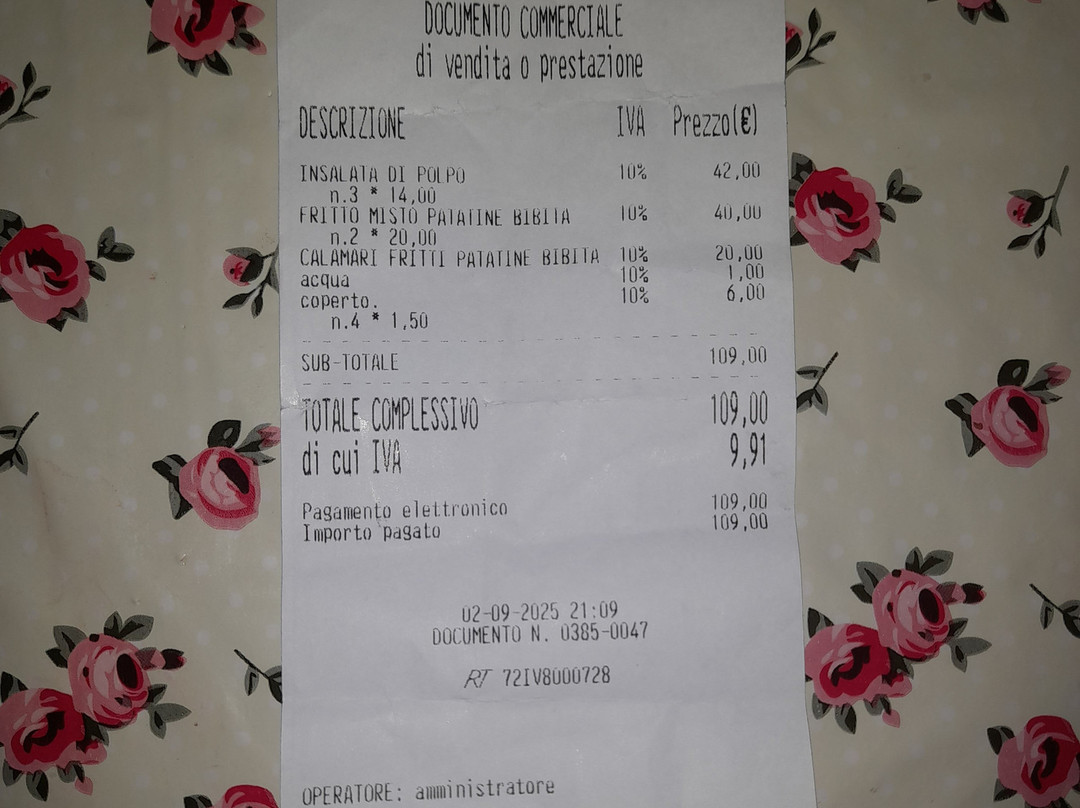 DOCUMENTO COMMERCIALE
di vendita o prestazione
DESCRIZIONE IVA Prezzo(€)
INSALATA DI POLPO 10% 42,00
n.3 * 14,00
FRITTO MISTO PATATINE BIBITA 10% 40,00
n.2 * 20,00
CALAMARI FRITTI PATATINE BIBITA 10% 20,00
acqua 10% 1,00
coperto. 10% 6,00
n.4 * 1,50
SUB-TOTALE 109,00
TOTALE COMPLESSIVO 109,00
di cui IVA 9,91
Pagamento elettronico 109,00
Importo pagato 109,00
02-09-2025 21:09
DOCUMENTO N. 0385-0047
RT 72IV8000728
OPERATORE: amministratore